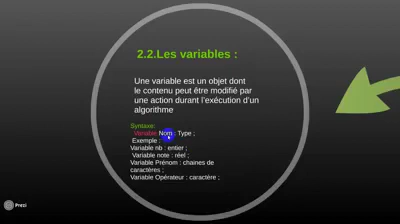 2.2.Les variables :
Une variable est un objet dont
le contenu peut être modifié par
une action durant l'exécution d'un
algorithme
Syntaxe:
Variable Nom : Type ;
Exemple :
Variable nb : entier ;
Variable note : réel ;
Variable Prénom : chaines de
caractères ;
Variable Opérateur : caractère ;
Prezi